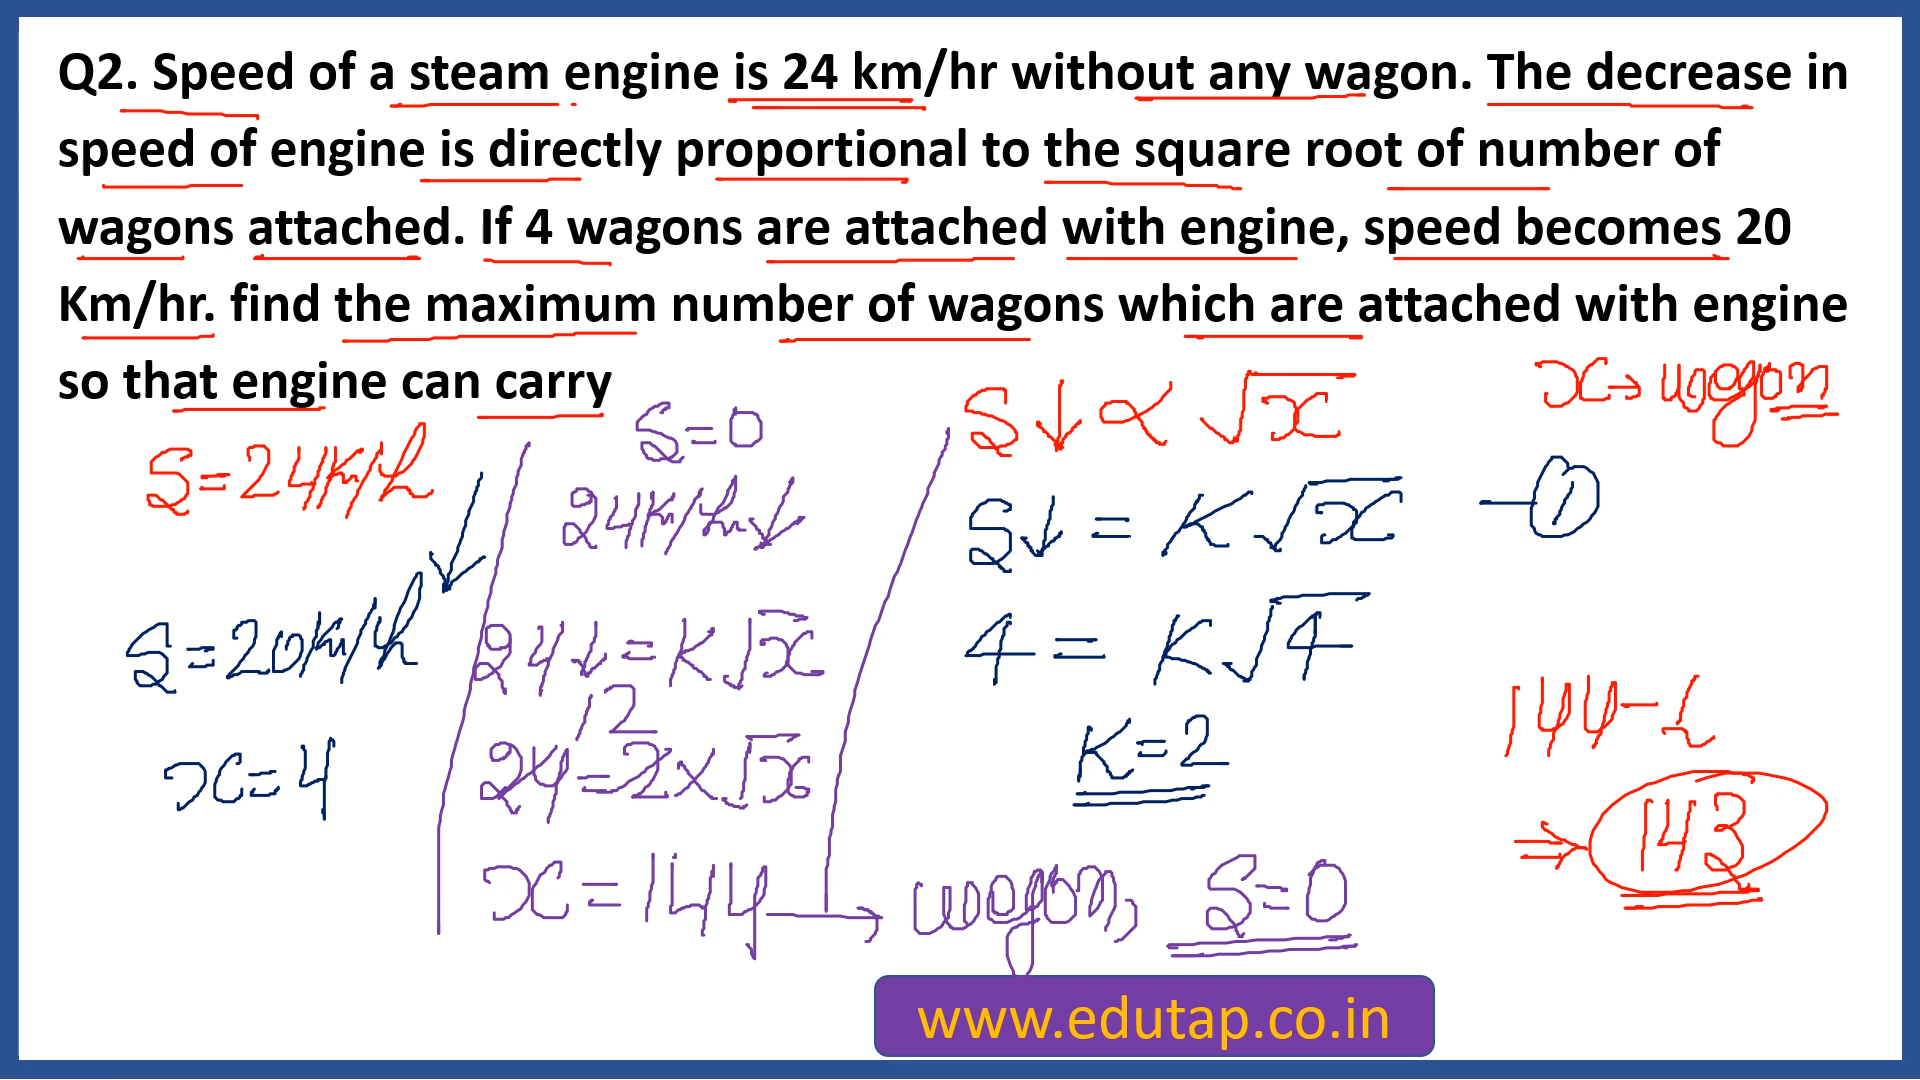 Q2. Speed of a steam engine is 24 km/hr without any wagon. The decrease in
speed of engine is directly proportional to the square root of number of
wagons attached. If 4 wagons are attached with engine, speed becomes 20
Km/hr. find the maximum number of wagons which are attached with engine
so that engine can carry
S=24Km/h
S=20Km/h
x=4
S=0
24Km/hr↓
24↓=K√x
12
24=2×√x
x=144→wagon, S=0
S↓∝√x
S↓=K√x —①
4=K√4
K=2
x→wagon
144-1
⇒143
www.edutap.co.in